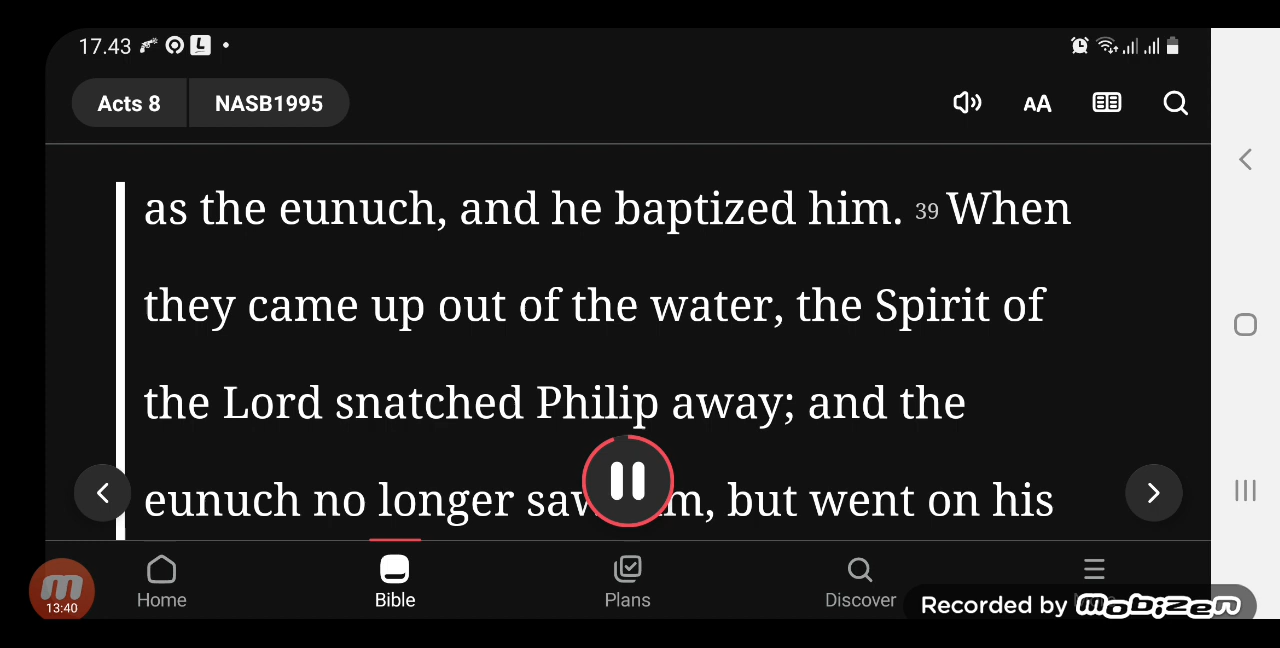 17.43 L
Acts 8 NASB1995 AA
as the eunuch, and he baptized him. 39 When
they came up out of the water, the Spirit of
the Lord snatched Philip away; and the
eunuch no longer saw him, but went on his
Home Bible Plans Discover
m
13:40
Recorded by Mobizen